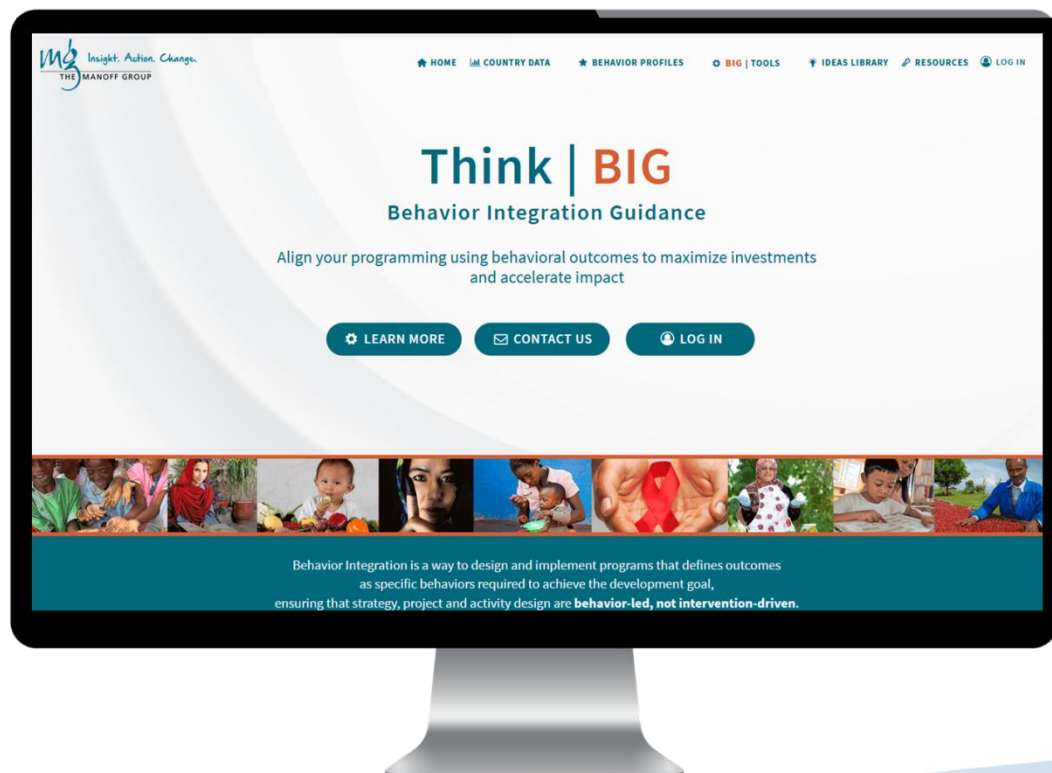 Insight. Action. Change.
THE MANOFF GROUP
HOME COUNTRY DATA BEHAVIOR PROFILES BIG | TOOLS IDEAS LIBRARY RESOURCES LOG IN
Think | BIG
Behavior Integration Guidance
Align your programming using behavioral outcomes to maximize investments
and accelerate impact
LEARN MORE CONTACT US LOG IN
Behavior Integration is a way to design and implement programs that defines outcomes
as specific behaviors required to achieve the development goal,
ensuring that strategy, project and activity design are behavior-led, not intervention-driven.